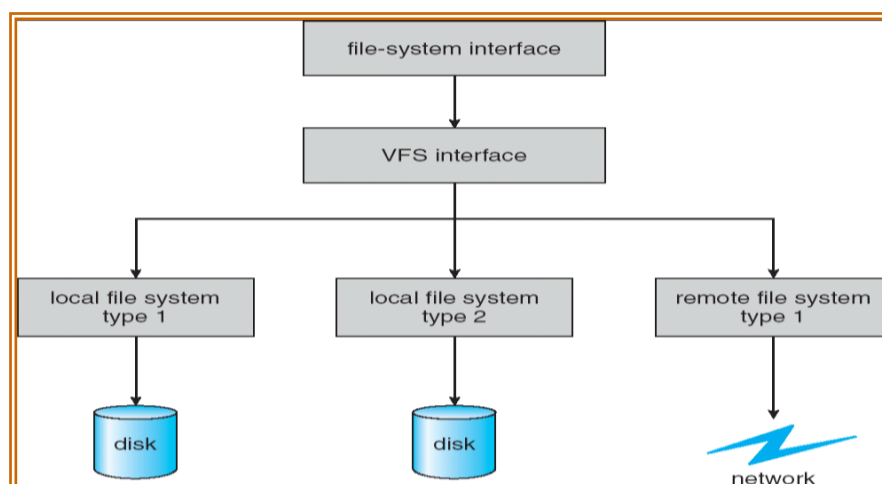 file-system interface
VFS interface
local file system
type 1
local file system
type 2
remote file system
type 1
disk
disk
network